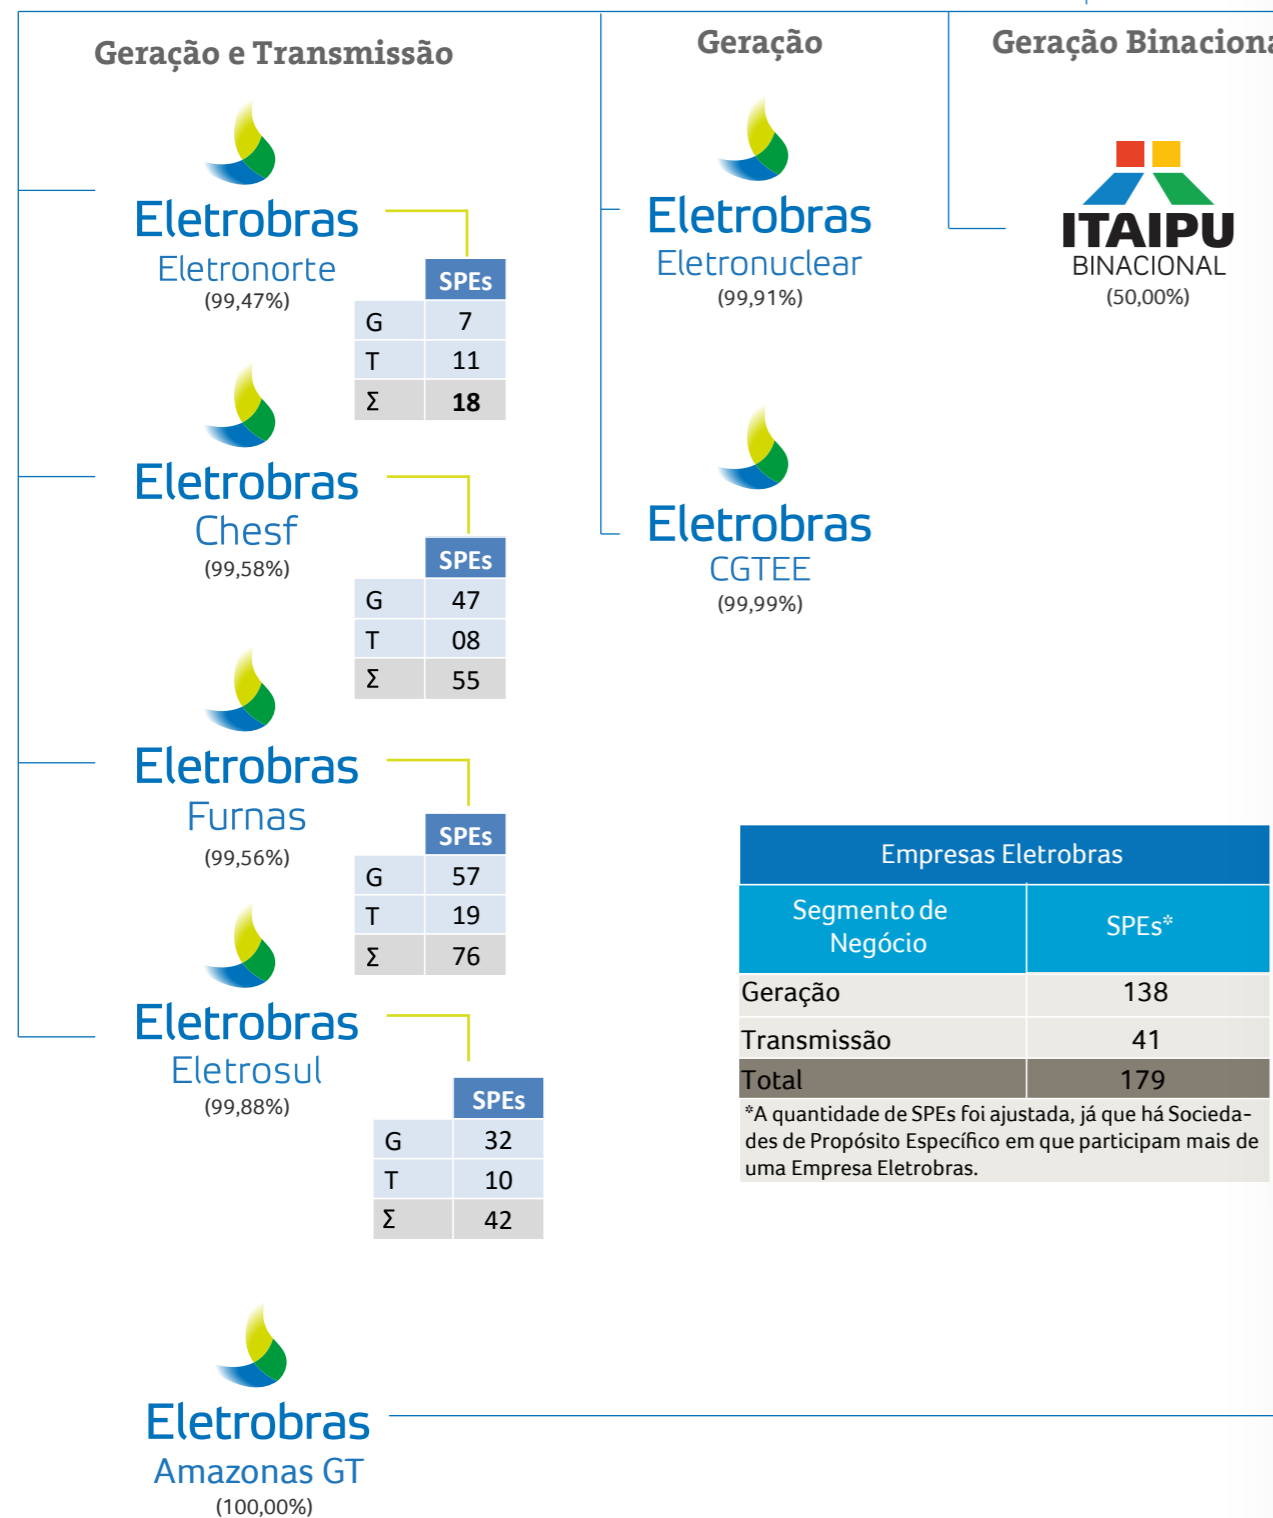 Geração e Transmissão
Eletrobras
Eletronorte
(99,47%)
SPEs
G 7
T 11
Σ 18
Eletrobras
Chesf
(99,58%)
SPEs
G 47
T 08
Σ 55
Eletrobras
Furnas
(99,56%)
SPEs
G 57
T 19
Σ 76
Eletrobras
Eletrosul
(99,88%)
SPEs
G 32
T 10
Σ 42
Eletrobras
Amazonas GT
(100,00%)
Geração
Eletrobras
Eletronuclear
(99,91%)
Eletrobras
CGTEE
(99,99%)
Geração Binaciona
ITAIPU
BINACIONAL
(50,00%)
Empresas Eletrobras
Segmento de
Negócio
SPEs*
Geração 138
Transmissão 41
Total 179
*A quantidade de SPEs foi ajustada, já que há Socieda-
des de Propósito Específico em que participam mais de
uma Empresa Eletrobras.